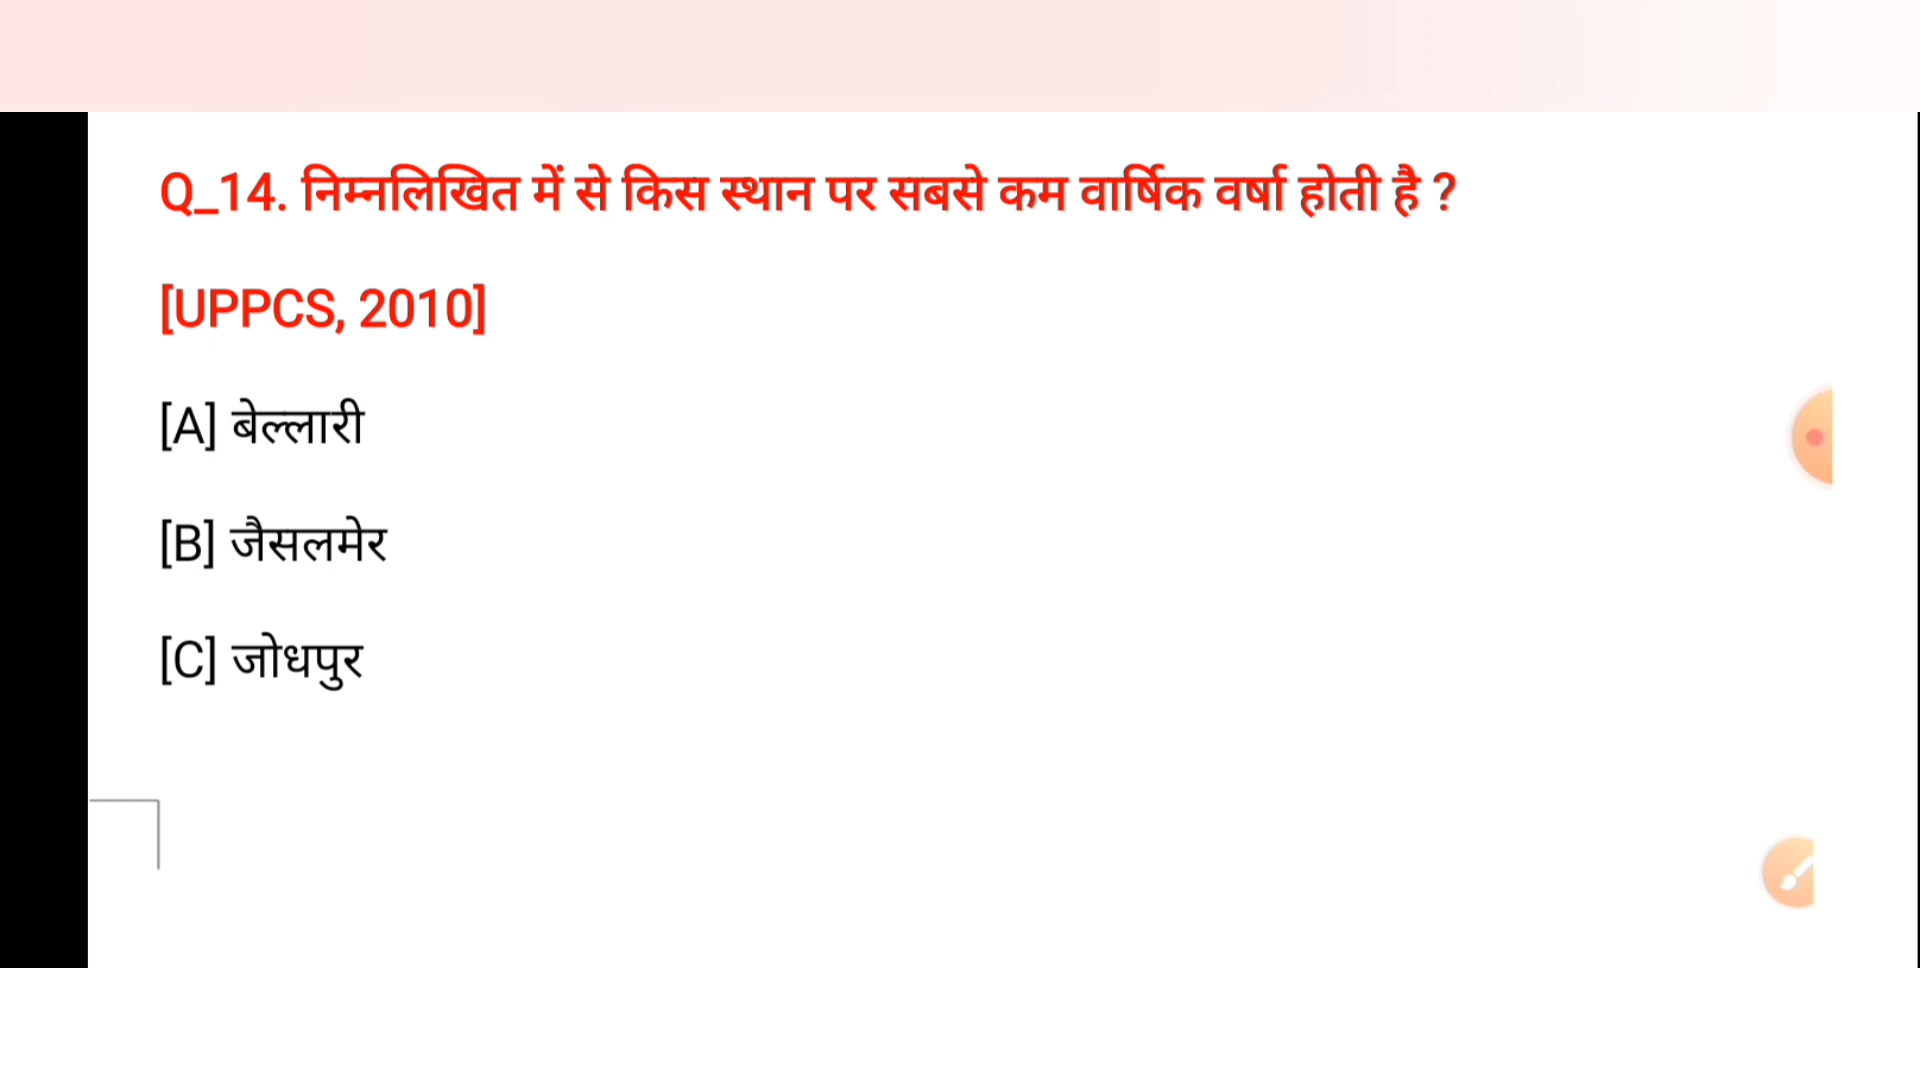 Q_14. निम्नलिखित में से किस स्थान पर सबसे कम वार्षिक वर्षा होती है ?
[UPPCS, 2010]
[A] बेल्लारी
[B] जैसलमेर
[C] जोधपुर